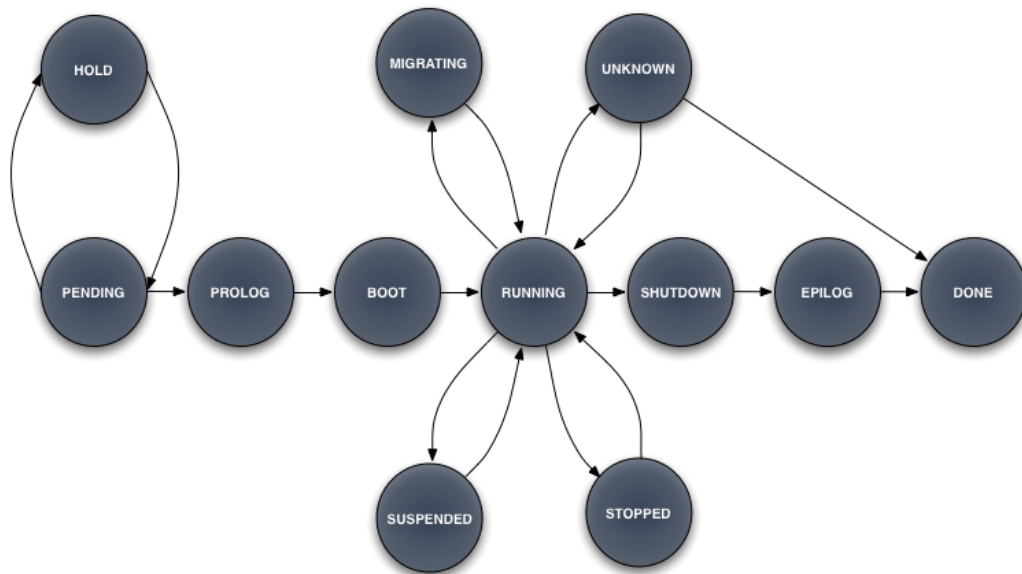 HOLD
MIGRATING
UNKNOWN
PENDING
PROLOG
BOOT
RUNNING
SHUTDOWN
EPILOG
DONE
SUSPENDED
STOPPED